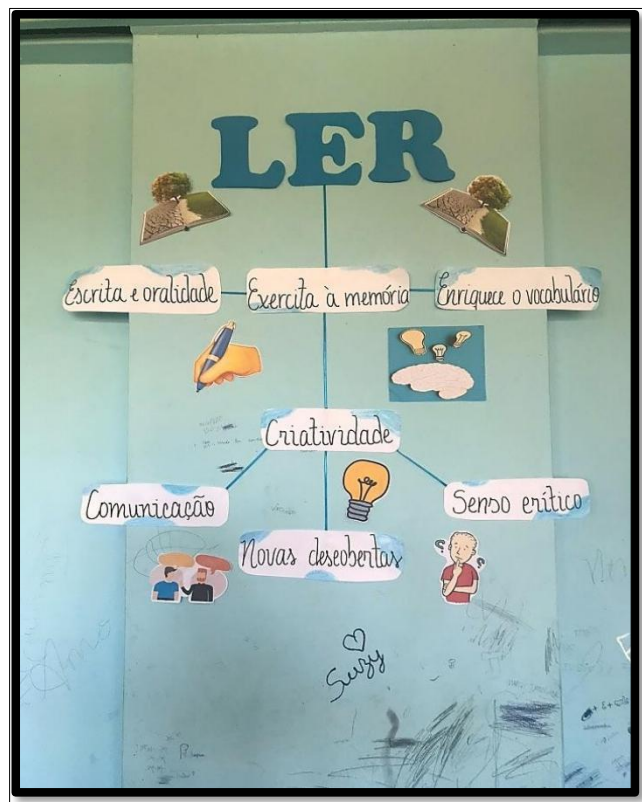 LER
Escrita e oralidade
Exercita à memória
Enriquece o vocabulário
Criatividade
Comunicação
Senso crítico
Novas descobertas
Suzy